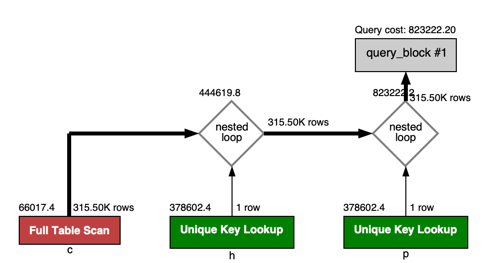 Query cost: 823222.20
query_block #1
444619.8
823222.2
315.50K rows
315.50K rows
nested
loop
nested
loop
66017.4
315.50K rows
378602.4
1 row
378602.4
1 row
Full Table Scan
Unique Key Lookup
Unique Key Lookup
c
h
p